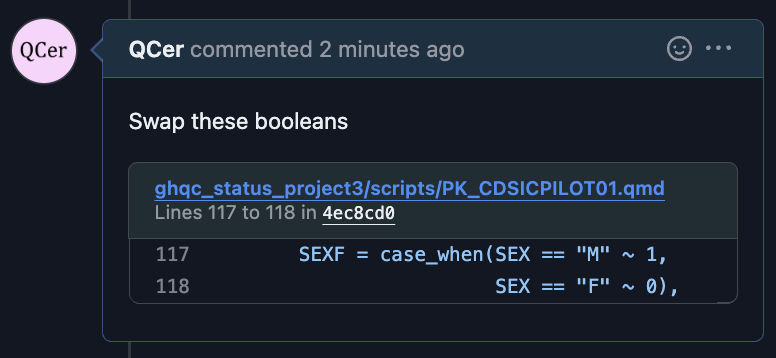 QCer
QCer commented 2 minutes ago
Swap these booleans
ghqc_status_project3/scripts/PK_CDSICPILOT01.qmd
Lines 117 to 118 in 4ec8cd0
117 SEXF = case_when(SEX == "M" ~ 1,
118 SEX == "F" ~ 0),